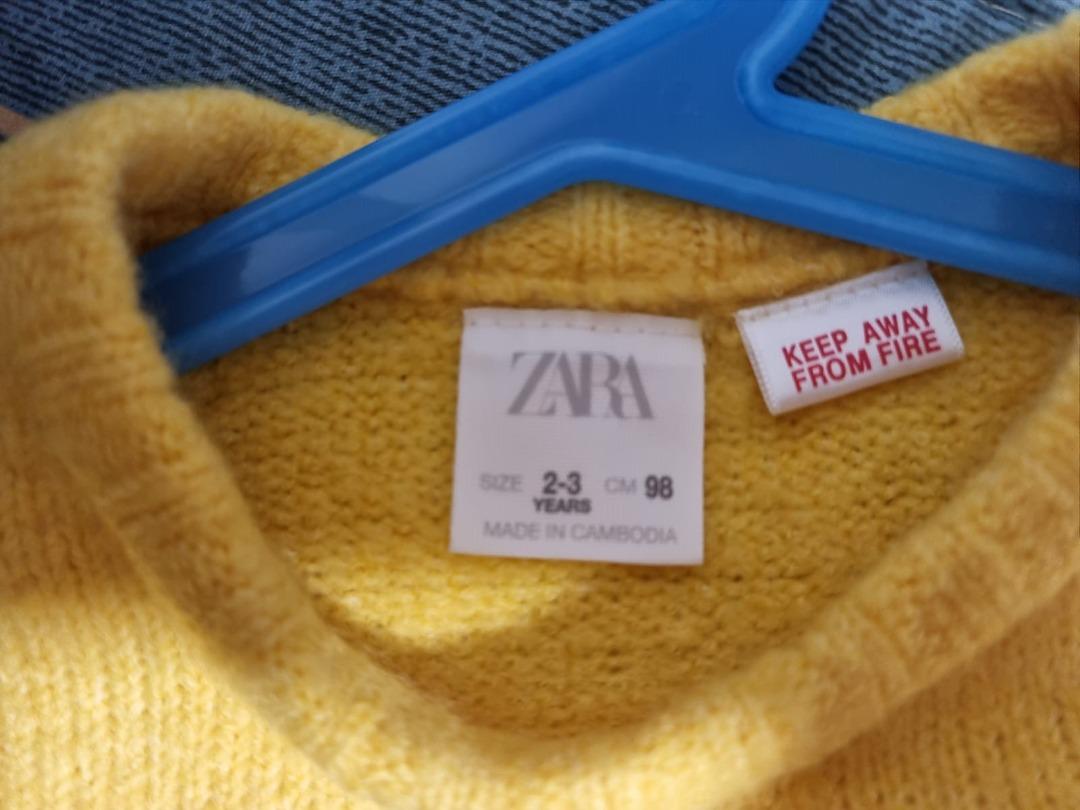 ZARA
SIZE 2-3 CM 98
YEARS
MADE IN CAMBODIA
KEEP AWAY
FROM FIRE